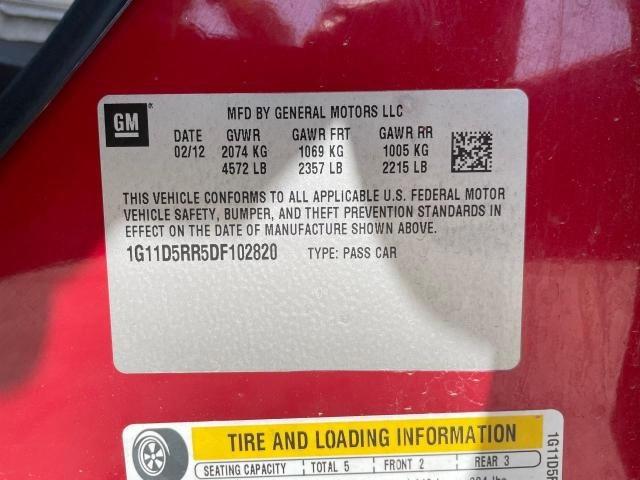 GM
MFD BY GENERAL MOTORS LLC
DATE GVWR GAWR FRT GAWR RR
02/12 2074 KG 1069 KG 1005 KG
4572 LB 2357 LB 2215 LB
THIS VEHICLE CONFORMS TO ALL APPLICABLE U.S. FEDERAL MOTOR
VEHICLE SAFETY, BUMPER, AND THEFT PREVENTION STANDARDS IN
EFFECT ON THE DATE OF MANUFACTURE SHOWN ABOVE.
1G11D5RR5DF102820 TYPE: PASS CAR
TIRE AND LOADING INFORMATION
SEATING CAPACITY TOTAL 5 FRONT 2 REAR 3
1G11D5R